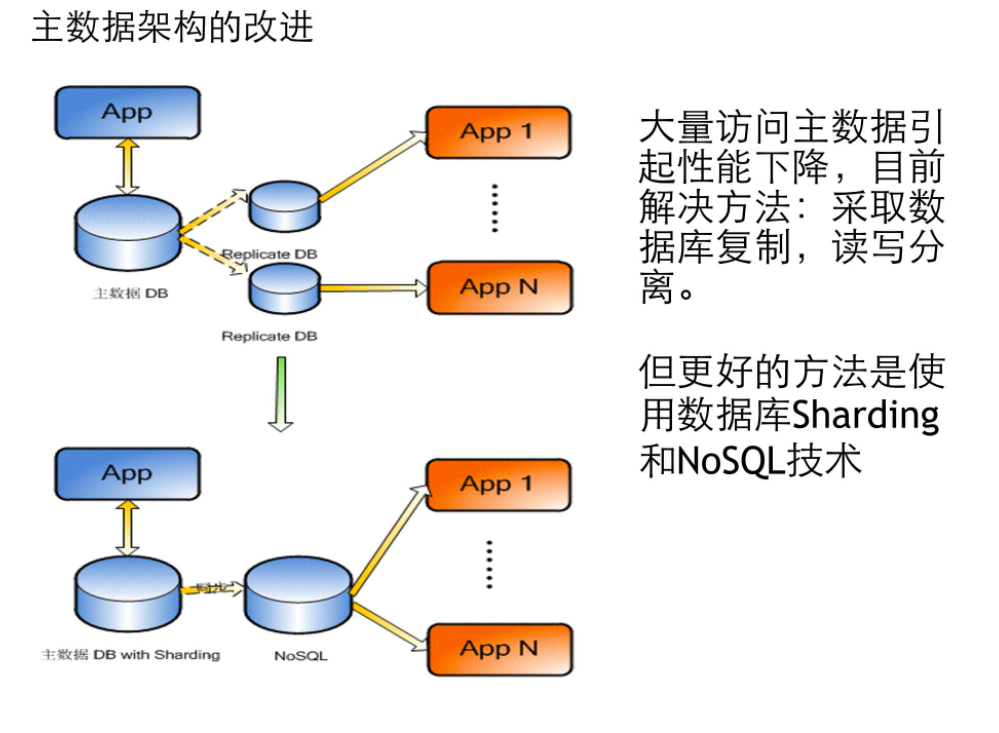 主数据架构的改进
App
App 1
Replicate DB
主数据 DB
App N
Replicate DB
大量访问主数据引
起性能下降，目前
解决方法：采取数
据库复制，读写分
离。
但更好的方法是使
用数据库Sharding
和NoSQL技术
App
App 1
同步
主数据 DB with Sharding
NoSQL
App N